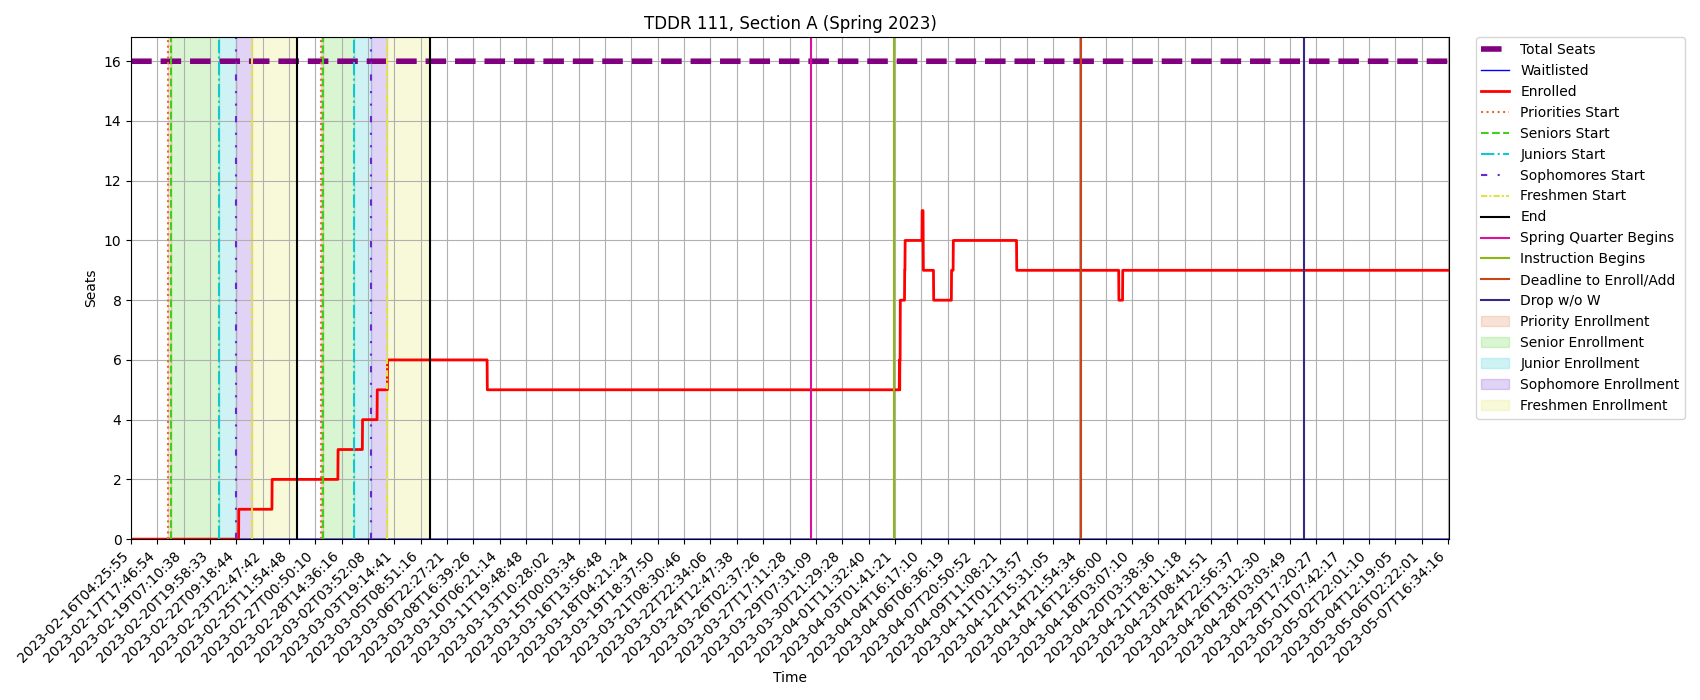 TDDR 111, Section A (Spring 2023)
Seats
16
14
12
10
8
6
4
2
0
2023-02-16T04:25:55
2023-02-17T17:46:54
2023-02-19T07:10:38
2023-02-20T19:58:33
2023-02-22T09:18:44
2023-02-23T22:47:42
2023-02-25T11:54:48
2023-02-27T00:50:10
2023-02-28T14:36:16
2023-03-02T03:52:08
2023-03-03T19:14:41
2023-03-05T08:51:16
2023-03-06T22:27:21
2023-03-08T16:39:26
2023-03-10T06:21:14
2023-03-11T19:48:48
2023-03-13T10:28:02
2023-03-15T00:03:34
2023-03-16T13:56:48
2023-03-18T04:21:24
2023-03-19T18:37:50
2023-03-21T08:30:46
2023-03-22T22:34:06
2023-03-24T12:47:38
2023-03-26T02:37:26
2023-03-27T17:11:28
2023-03-29T07:31:09
2023-03-30T21:29:28
2023-04-01T11:32:40
2023-04-03T01:41:21
2023-04-04T16:17:10
2023-04-06T06:36:19
2023-04-07T20:50:52
2023-04-09T11:08:21
2023-04-11T01:13:57
2023-04-12T15:31:05
2023-04-14T21:54:34
2023-04-16T12:56:00
2023-04-18T03:07:10
2023-04-20T03:38:36
2023-04-21T18:11:18
2023-04-23T08:41:51
2023-04-24T22:56:37
2023-04-26T13:12:30
2023-04-28T03:03:49
2023-04-29T17:20:27
2023-05-01T07:42:17
2023-05-02T22:01:10
2023-05-04T12:19:05
2023-05-06T02:22:01
2023-05-07T16:34:16
Time
Total Seats
Waitlisted
Enrolled
Priorities Start
Seniors Start
Juniors Start
Sophomores Start
Freshmen Start
End
Spring Quarter Begins
Instruction Begins
Deadline to Enroll/Add
Drop w/o W
Priority Enrollment
Senior Enrollment
Junior Enrollment
Sophomore Enrollment
Freshmen Enrollment